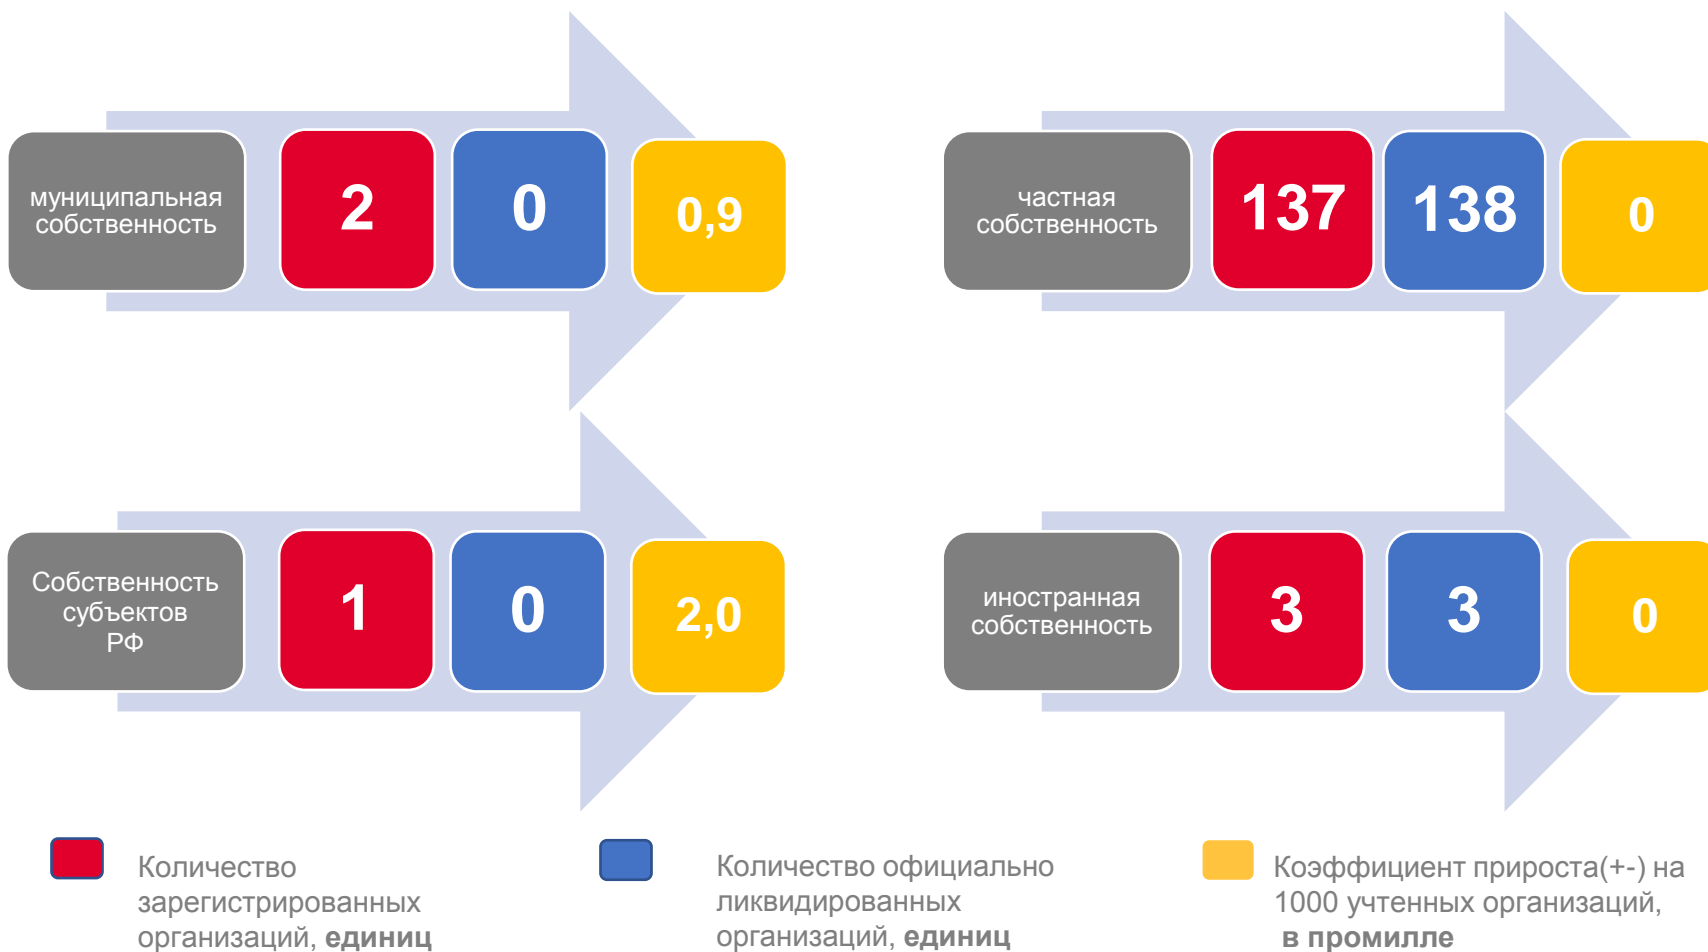 муниципальная
собственность
2
0
0,9
частная
собственность
137
138
0
Собственность
субъектов
РФ
1
0
2,0
иностранная
собственность
3
3
0
Количество
зарегистрированных
организаций, единиц
Количество официально
ликвидированных
организаций, единиц
Коэффициент прироста(+-) на
1000 учтенных организаций,
в промилле